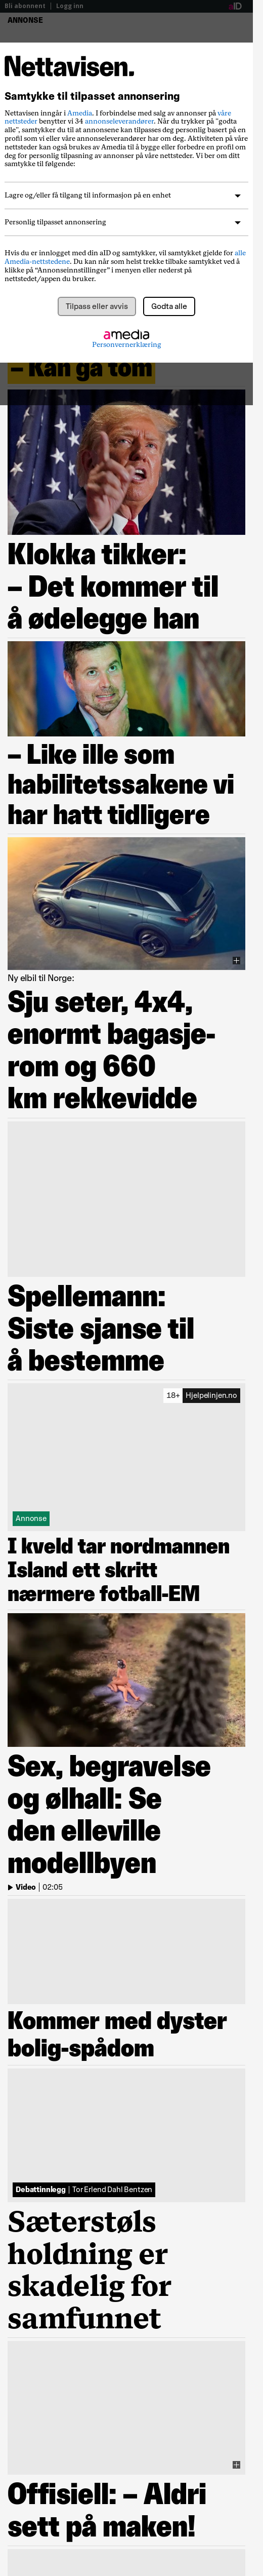 Bli abonnent | Logg inn
aID
ANNONSE
Nettavisen.
Samtykke til tilpasset annonsering
Nettavisen inngår i Amedia. I forbindelse med salg av annonser på våre
nettsteder benytter vi 34 annonseleverandører. Når du trykker på "godta
alle", samtykker du til at annonsene kan tilpasses deg personlig basert på en
profil som vi eller våre annonseleverandører har om deg. Aktiviteten på våre
nettsteder kan også brukes av Amedia til å bygge eller forbedre en profil om
deg for personlig tilpasning av annonser på våre nettsteder. Vi ber om ditt
samtykke til følgende:
Lagre og/eller få tilgang til informasjon på en enhet
Personlig tilpasset annonsering
Hvis du er innlogget med din aID og samtykker, vil samtykket gjelde for alle
Amedia-nettstedene. Du kan når som helst trekke tilbake samtykket ved å
klikke på “Annonseinnstillinger” i menyen eller nederst på
nettstedet/appen du bruker.
Tilpass eller avvis
Godta alle
amedia
Personvernerklæring
– Kan gå tom
Klokka tikker:
– Det kommer til
å ødelegge han
– Like ille som
habilitetssakene vi
har hatt tidligere
Ny elbil til Norge:
Sju seter, 4x4,
enormt bagasje-
rom og 660
km rekkevidde
Spellemann:
Siste sjanse til
å bestemme
18+ Hjelpelinjen.no
Annonse
I kveld tar nordmannen
Island ett skritt
nærmere fotball-EM
Sex, begravelse
og ølhall: Se
den elleville
modellbyen
Video | 02:05
Kommer med dyster
bolig-spådom
Debattinnlegg | Tor Erlend Dahl Bentzen
Sæterstøls
holdning er
skadelig for
samfunnet
Offisiell: – Aldri
sett på maken!